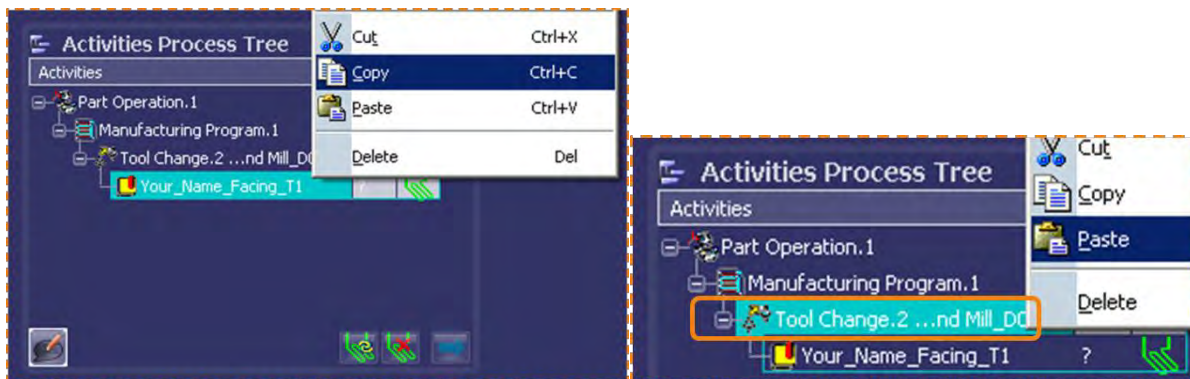 Activities Process Tree
Activities
Part Operation.1
Manufacturing Program.1
Tool Change.2 ...nd Mill_D
Your_Name_Facing_T1 ?
Cut Ctrl+X
Copy Ctrl+C
Paste Ctrl+V
Delete Del
Activities Process Tree
Activities
Part Operation.1
Manufacturing Program.1
Tool Change.2 ...nd Mill_D
Your_Name_Facing_T1 ?
Cut
Copy
Paste
Delete